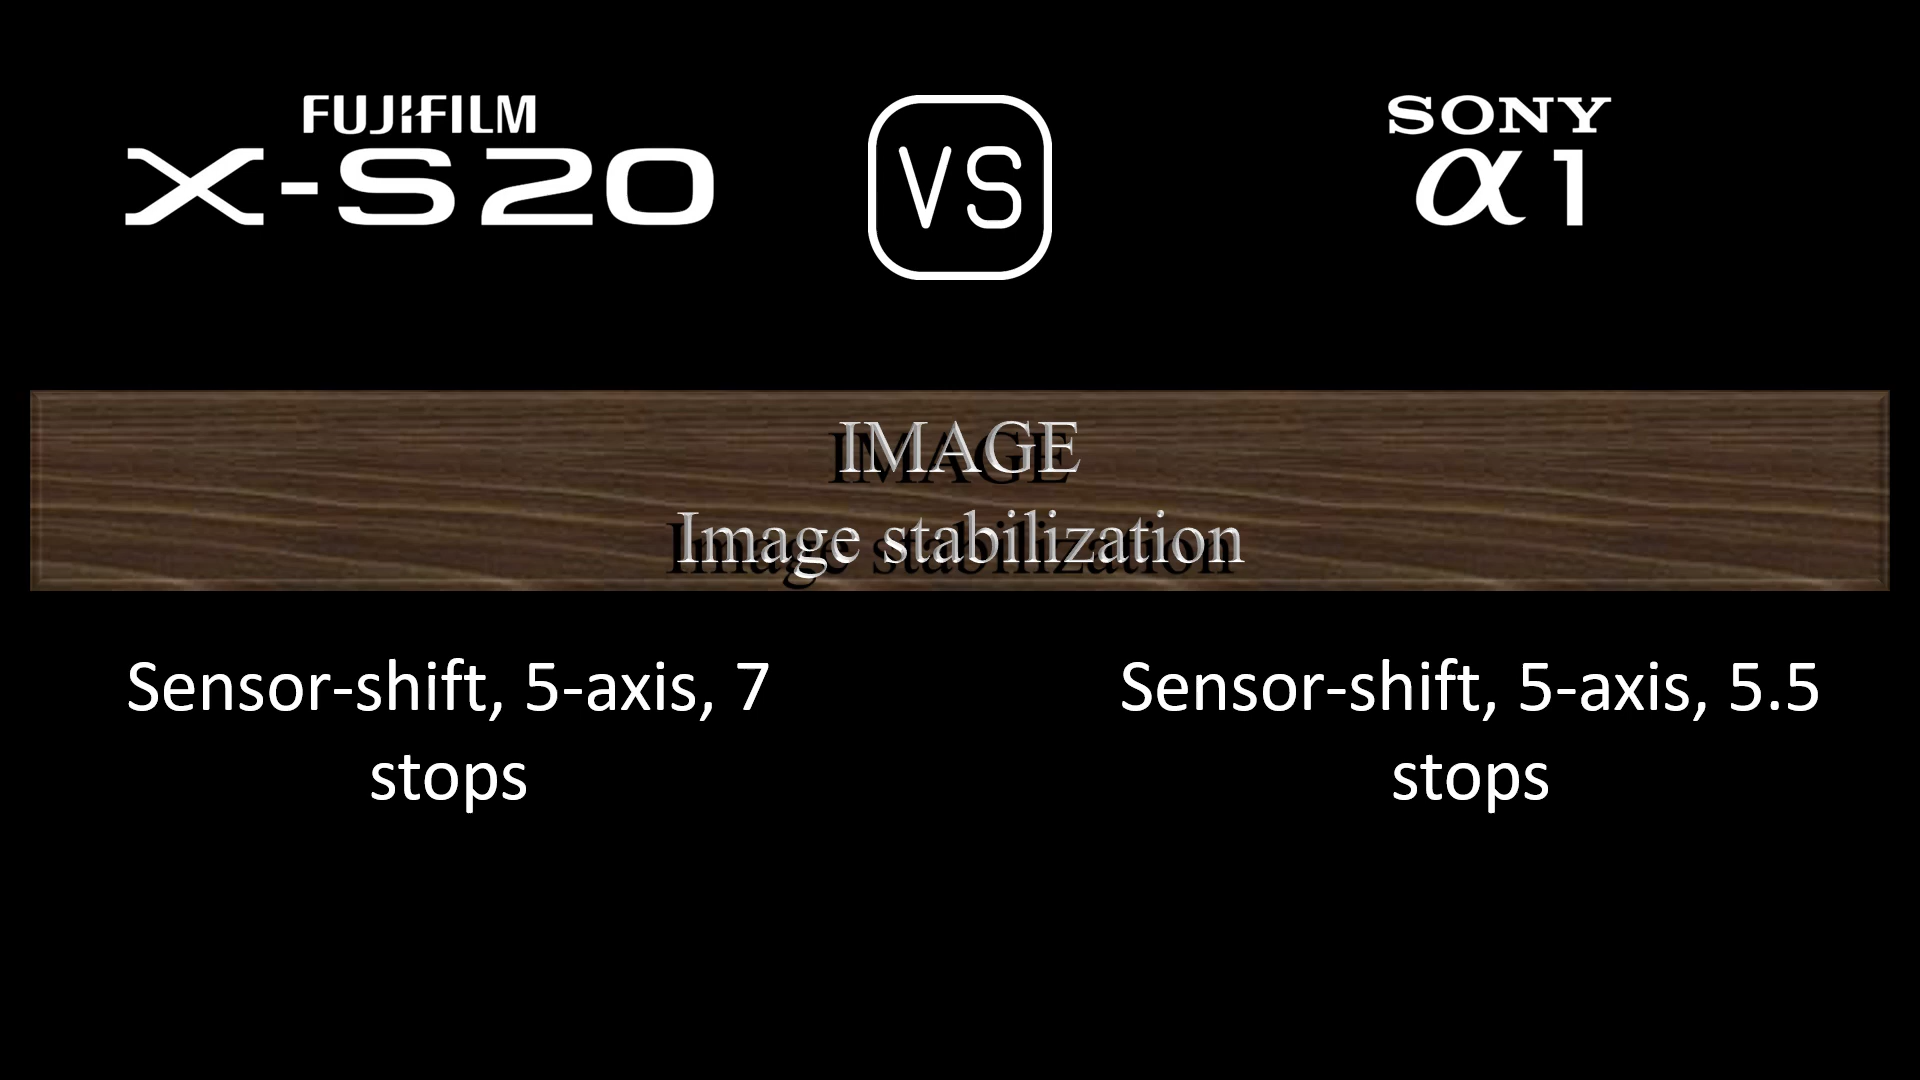 FUJIFILM
X-S20
VS
SONY
α1
IMAGE
Image stabilization
Sensor-shift, 5-axis, 7
stops
Sensor-shift, 5-axis, 5.5
stops